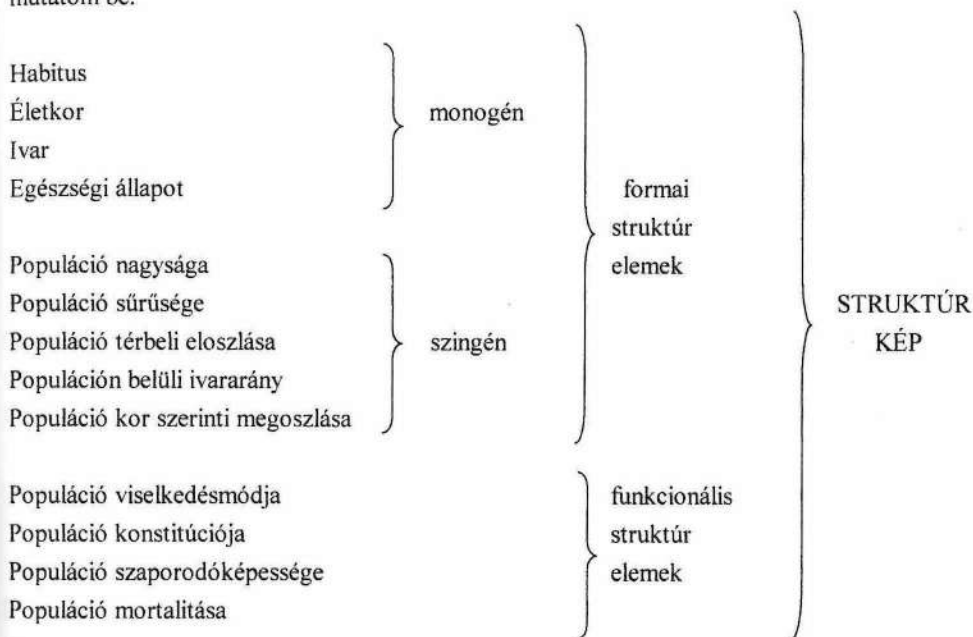 mutatom be.
Habitus
Életkor
Ivar
Egészségi állapot
monogén
Populáció nagysága
Populáció sűrűsége
Populáció térbeli eloszlása
Populáción belüli ivararány
Populáció kor szerinti megoszlása
szingén
formai
struktúr
elemek
Populáció viselkedésmódja
Populáció konstitúciója
Populáció szaporodóképessége
Populáció mortalitása
funkcionális
struktúr
elemek
STRUKTÚR
KÉP